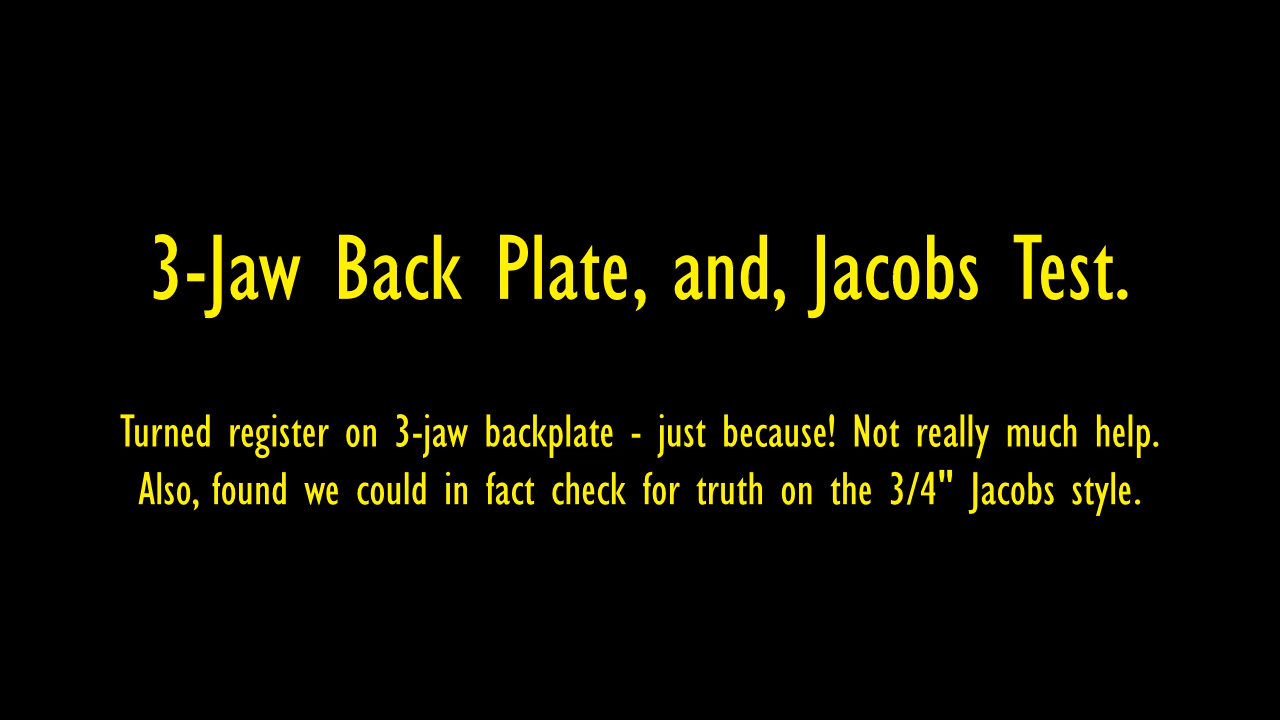 3-Jaw Back Plate, and, Jacobs Test.
Turned register on 3-jaw backplate - just because! Not really much help.
Also, found we could in fact check for truth on the 3/4" Jacobs style.